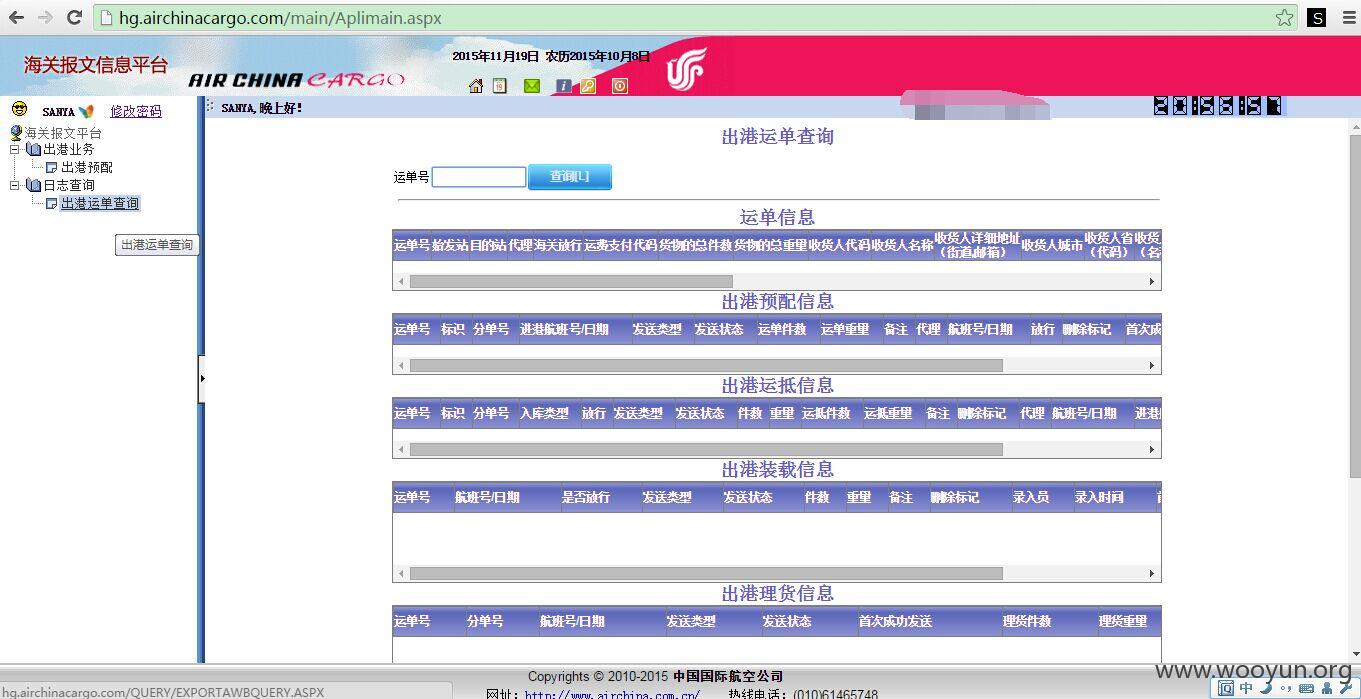 hg.airchinacargo.com/main/Aplimain.aspx
S
海关报文信息平台
AIR CHINA CARGO
2015年11月19日 农历2015年10月8日
19
SANYA 修改密码
SANYA, 晚上好!
海关报文平台
出港业务
出港预配
日志查询
出港运单查询
出港运单查询
出港运单查询
运单号
查询[L]
运单信息
运单号 始发站 目的站 代理 海关放行 运费支付代码 货物的总件数 货物的总重量 收货人代码 收货人名称 收货人详细地址(街道,邮箱) 收货人城市 收货人省(代码)
出港预配信息
运单号 标识 分单号 进港航班号/日期 发送类型 发送状态 运单件数 运单重量 备注 代理 航班号/日期 放行 删除标记 首次成
出港运抵信息
运单号 标识 分单号 入库类型 放行 发送类型 发送状态 件数 重量 运抵件数 运抵重量 备注 删除标记 代理 航班号/日期 进港
出港装载信息
运单号 航班号/日期 是否放行 发送类型 发送状态 件数 重量 备注 删除标记 录入员 录入时间
出港理货信息
运单号 分单号 航班号/日期 发送类型 发送状态 首次成功发送 理货件数 理货重量
Copyrights © 2010-2015 中国国际航空公司
网址: http://www.airchina.com.cn/ 热线电话: (010)61465748
hg.airchinacargo.com/QUERY/EXPORTAWBQUERY.ASPX
www.wooyun.org
中